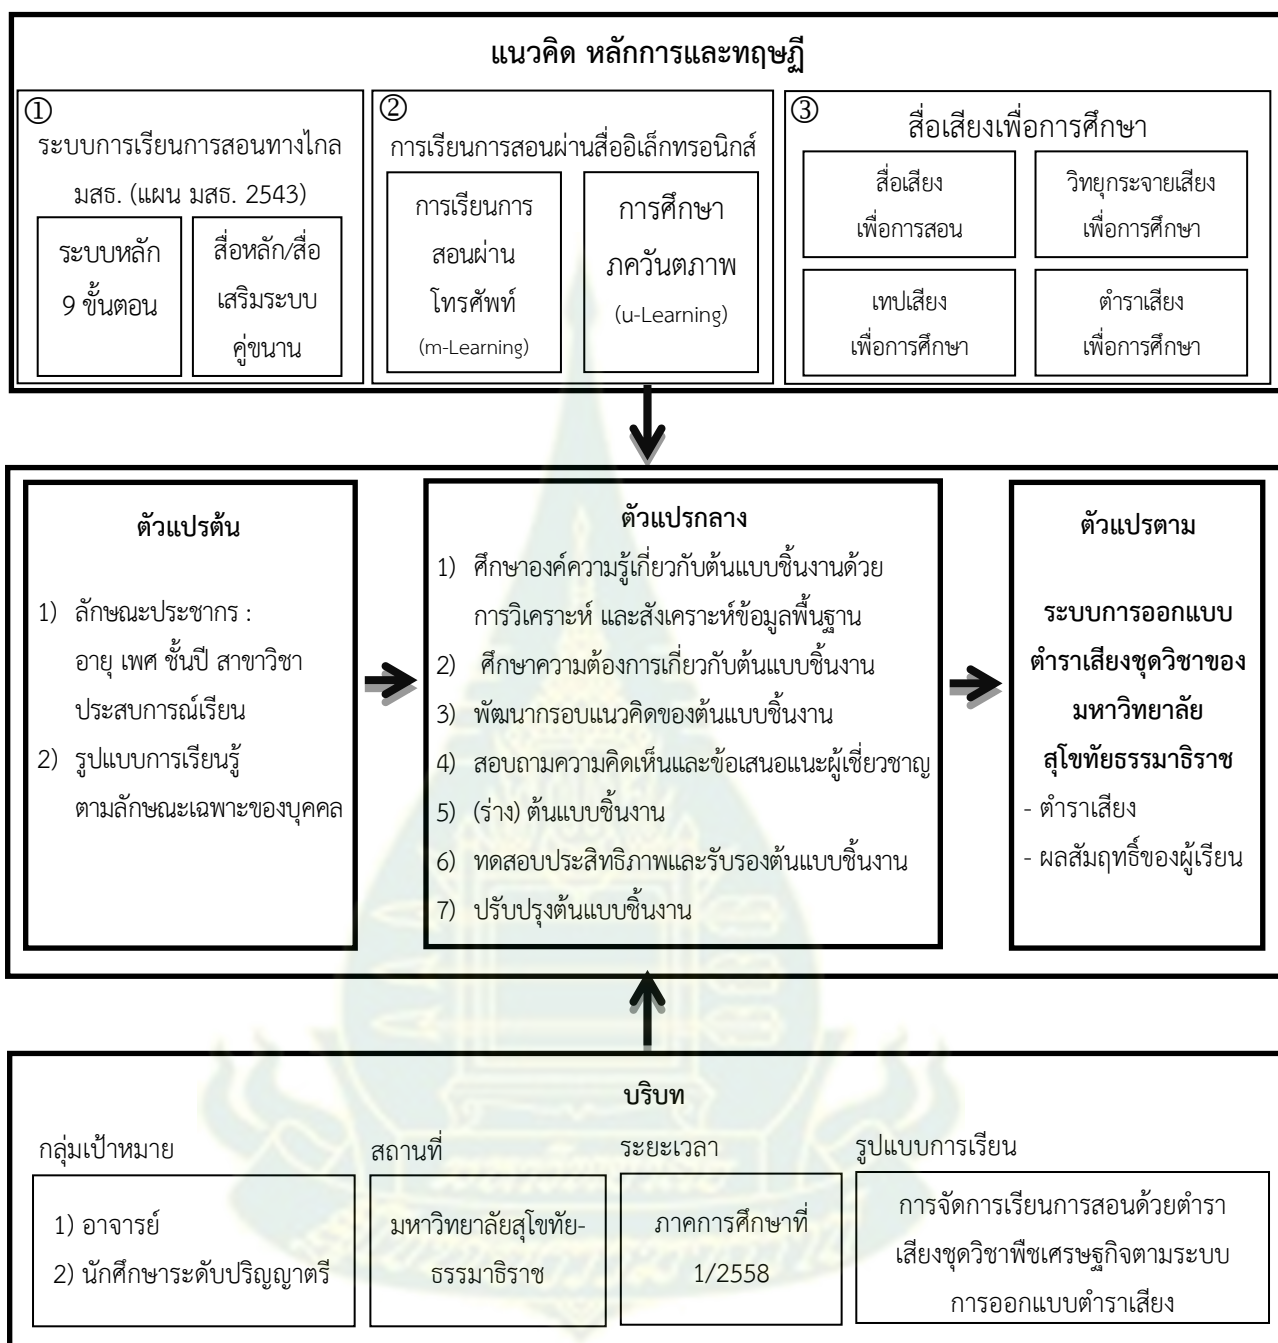 แนวคิด หลักการและทฤษฎี
①
ระบบการเรียนการสอนทางไกล
มสธ. (แผน มสธ. 2543)
ระบบหลัก
9 ขั้นตอน
สื่อหลัก/สื่อ
เสริมระบบ
คู่ขนาน
②
การเรียนการสอนผ่านสื่ออิเล็กทรอนิกส์
การเรียนการ
สอนผ่าน
โทรศัพท์
(m-Learning)
การศึกษา
ภควันตภาพ
(u-Learning)
③
สื่อเสียงเพื่อการศึกษา
สื่อเสียง
เพื่อการสอน
วิทยุกระจายเสียง
เพื่อการศึกษา
เทปเสียง
เพื่อการศึกษา
ตำราเสียง
เพื่อการศึกษา
ตัวแปรต้น
1) ลักษณะประชากร :
อายุ เพศ ชั้นปี สาขาวิชา
ประสบการณ์เรียน
2) รูปแบบการเรียนรู้
ตามลักษณะเฉพาะของบุคคล
ตัวแปรกลาง
1) ศึกษาองค์ความรู้เกี่ยวกับต้นแบบชิ้นงานด้วย
การวิเคราะห์ และสังเคราะห์ข้อมูลพื้นฐาน
2) ศึกษาความต้องการเกี่ยวกับต้นแบบชิ้นงาน
3) พัฒนากรอบแนวคิดของต้นแบบชิ้นงาน
4) สอบถามความคิดเห็นและข้อเสนอแนะผู้เชี่ยวชาญ
5) (ร่าง) ต้นแบบชิ้นงาน
6) ทดสอบประสิทธิภาพและรับรองต้นแบบชิ้นงาน
7) ปรับปรุงต้นแบบชิ้นงาน
ตัวแปรตาม
ระบบการออกแบบ
ตำราเสียงชุดวิชาของ
มหาวิทยาลัย
สุโขทัยธรรมาธิราช
- ตำราเสียง
- ผลสัมฤทธิ์ของผู้เรียน
บริบท
กลุ่มเป้าหมาย
1) อาจารย์
2) นักศึกษาระดับปริญญาตรี
สถานที่
มหาวิทยาลัยสุโขทัย-
ธรรมาธิราช
ระยะเวลา
ภาคการศึกษาที่
1/2558
รูปแบบการเรียน
การจัดการเรียนการสอนด้วยตำรา
เสียงชุดวิชาพืชเศรษฐกิจตามระบบ
การออกแบบตำราเสียง